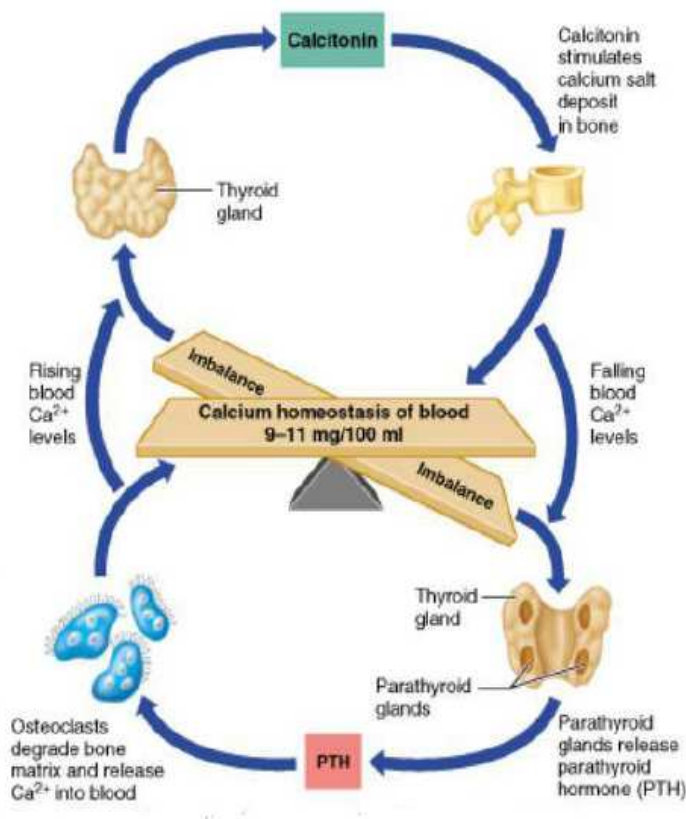 Calcitonin
Calcitonin
stimulates
calcium salt
deposit
in bone
Thyroid
gland
Imbalance
Rising
blood
Ca²⁺
levels
Calcium homeostasis of blood
9–11 mg/100 ml
Falling
blood
Ca²⁺
levels
Imbalance
Thyroid
gland
Parathyroid
glands
Osteoclasts
degrade bone
matrix and release
Ca²⁺ into blood
PTH
Parathyroid
glands release
parathyroid
hormone (PTH)